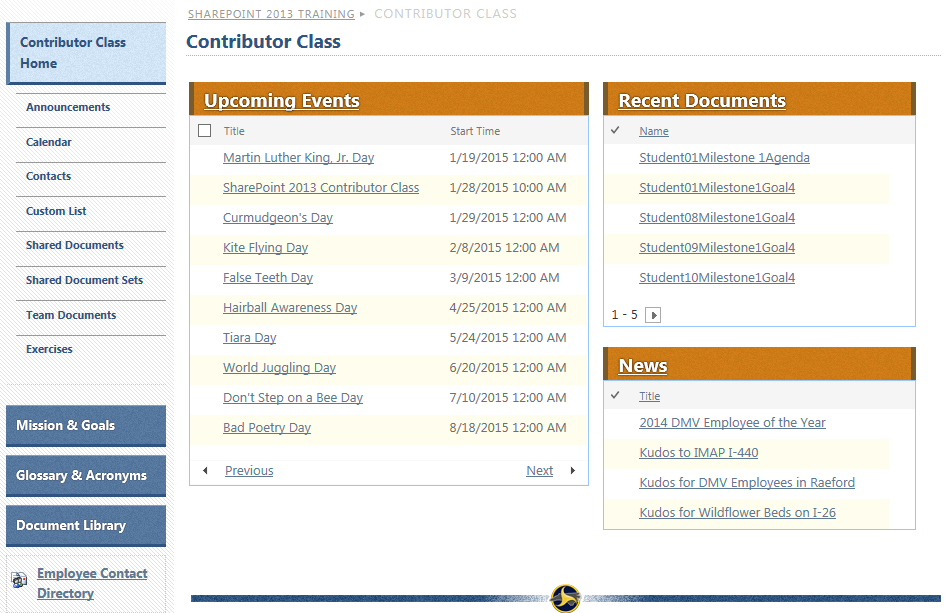 SHAREPOINT 2013 TRAINING ▸ CONTRIBUTOR CLASS
Contributor Class
Contributor Class
Home
Announcements
Calendar
Contacts
Custom List
Shared Documents
Shared Document Sets
Team Documents
Exercises
Mission & Goals
Glossary & Acronyms
Document Library
Employee Contact
Directory
Upcoming Events
Title Start Time
Martin Luther King, Jr. Day 1/19/2015 12:00 AM
SharePoint 2013 Contributor Class 1/28/2015 10:00 AM
Curmudgeon's Day 1/29/2015 12:00 AM
Kite Flying Day 2/8/2015 12:00 AM
False Teeth Day 3/9/2015 12:00 AM
Hairball Awareness Day 4/25/2015 12:00 AM
Tiara Day 5/24/2015 12:00 AM
World Juggling Day 6/20/2015 12:00 AM
Don't Step on a Bee Day 7/10/2015 12:00 AM
Bad Poetry Day 8/18/2015 12:00 AM
Previous Next
Recent Documents
Name
Student01Milestone 1Agenda
Student01Milestone1Goal4
Student08Milestone1Goal4
Student09Milestone1Goal4
Student10Milestone1Goal4
1 - 5
News
Title
2014 DMV Employee of the Year
Kudos to IMAP I-440
Kudos for DMV Employees in Raeford
Kudos for Wildflower Beds on I-26